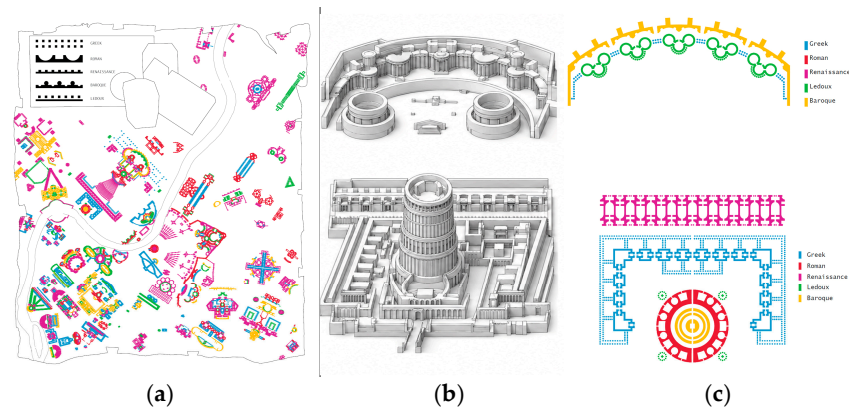 GREEK
ROMAN
RENAISSANCE
BAROQUE
LEDOUX
Greek
Roman
Renaissance
Ledoux
Baroque
Greek
Roman
Renaissance
Ledoux
Baroque
(a)
(b)
(c)